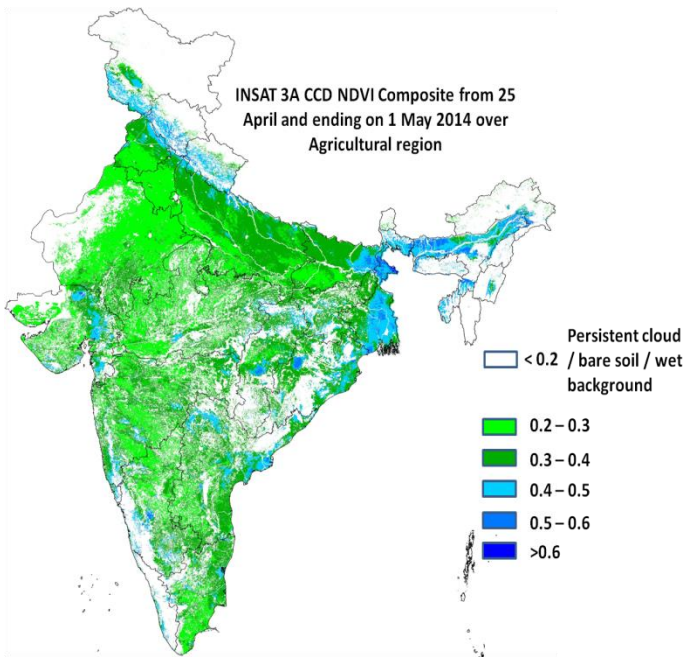 INSAT 3A CCD NDVI Composite from 25
April and ending on 1 May 2014 over
Agricultural region
< 0.2
Persistent cloud
/ bare soil / wet
background
0.2 – 0.3
0.3 – 0.4
0.4 – 0.5
0.5 – 0.6
>0.6